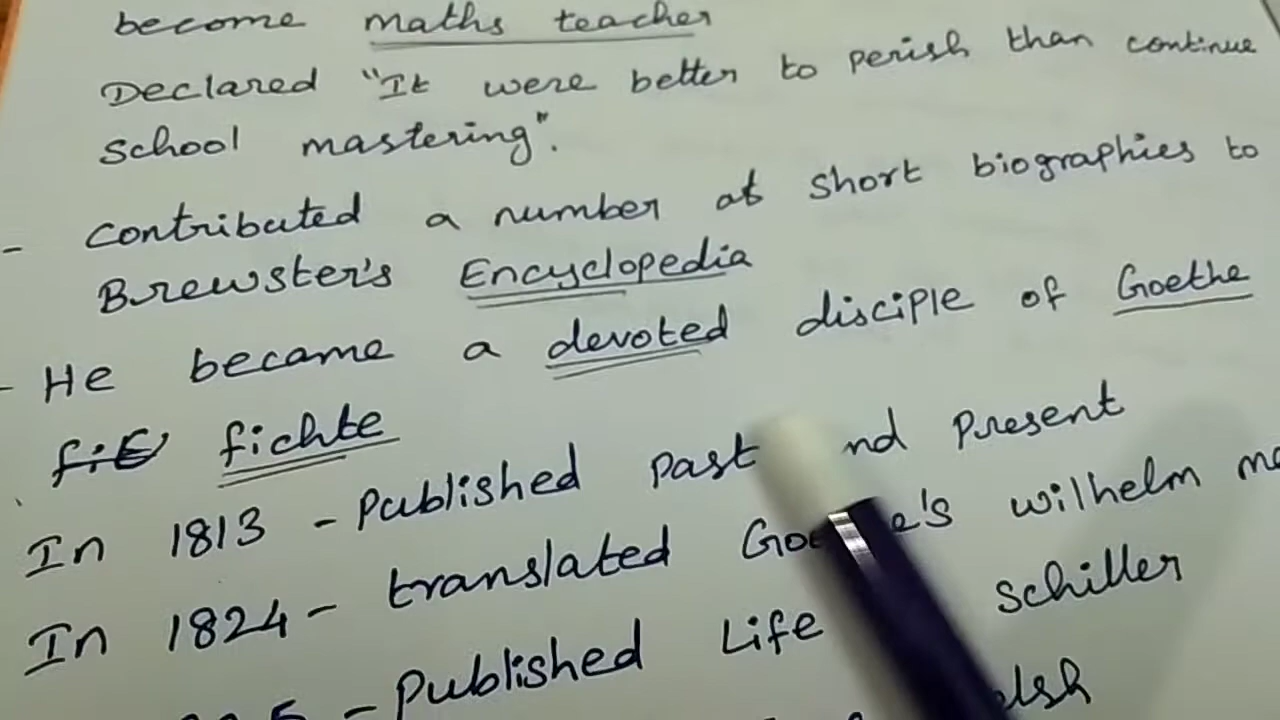 become maths teacher
Declared "It were better to perish than continue
School mastering".
- Contributed a number of short biographies to
Brewster's Encyclopedia
- He became a devoted disciple of Goethe
fichte
In 1813 - Published Past nd Present
In 1824 - translated Goe e's wilhelm
- Published Life schiller